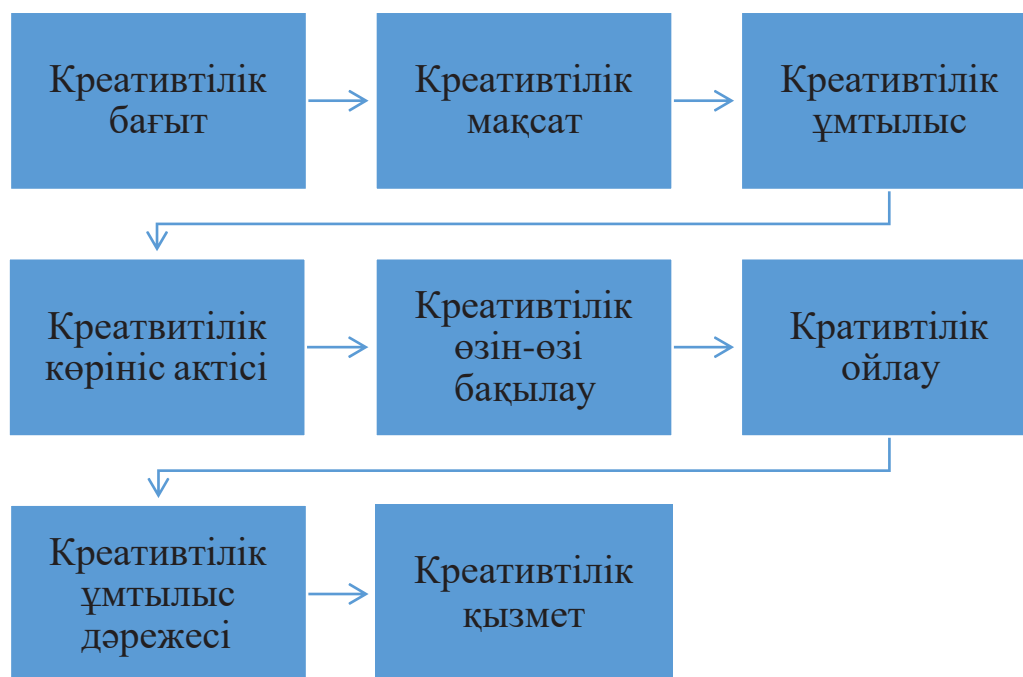 Креативтілік
бағыт
Креативтілік
мақсат
Креативтілік
ұмтылыс
Креатвитілік
көрініс актісі
Креативтілік
өзін-өзі
бақылау
Кративтілік
ойлау
Креативтілік
ұмтылыс
дәрежесі
Креативтілік
қызмет